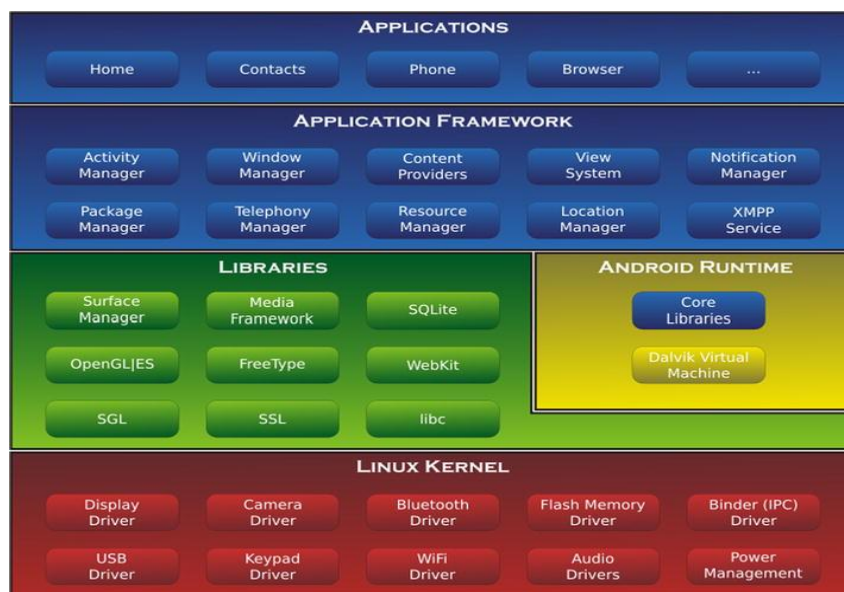 APPLICATIONS
Home
Contacts
Phone
Browser
...
APPLICATION FRAMEWORK
Activity
Manager
Window
Manager
Content
Providers
View
System
Notification
Manager
Package
Manager
Telephony
Manager
Resource
Manager
Location
Manager
XMPP
Service
LIBRARIES
Surface
Manager
Media
Framework
SQLite
OpenGL|ES
FreeType
WebKit
SGL
SSL
libc
ANDROID RUNTIME
Core
Libraries
Dalvik Virtual
Machine
LINUX KERNEL
Display
Driver
Camera
Driver
Bluetooth
Driver
Flash Memory
Driver
Binder (IPC)
Driver
USB
Driver
Keypad
Driver
WiFi
Driver
Audio
Drivers
Power
Management